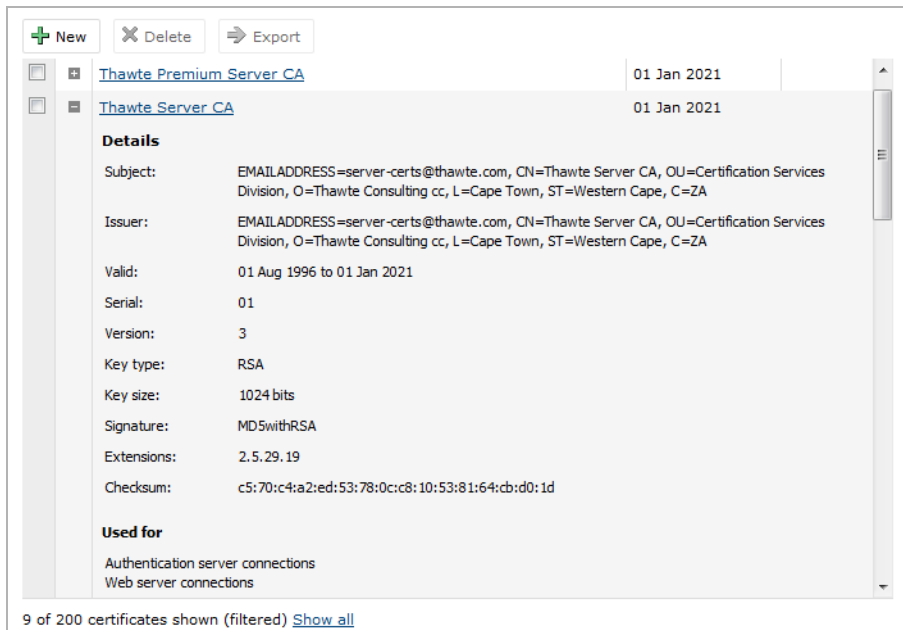 New Delete Export
Thawte Premium Server CA 01 Jan 2021
Thawte Server CA 01 Jan 2021
Details
Subject: EMAILADDRESS=server-certs@thawte.com, CN=Thawte Server CA, OU=Certification Services
Division, O=Thawte Consulting cc, L=Cape Town, ST=Western Cape, C=ZA
Issuer: EMAILADDRESS=server-certs@thawte.com, CN=Thawte Server CA, OU=Certification Services
Division, O=Thawte Consulting cc, L=Cape Town, ST=Western Cape, C=ZA
Valid: 01 Aug 1996 to 01 Jan 2021
Serial: 01
Version: 3
Key type: RSA
Key size: 1024 bits
Signature: MD5withRSA
Extensions: 2.5.29.19
Checksum: c5:70:c4:a2:ed:53:78:0c:c8:10:53:81:64:cb:d0:1d
Used for
Authentication server connections
Web server connections
9 of 200 certificates shown (filtered) Show all